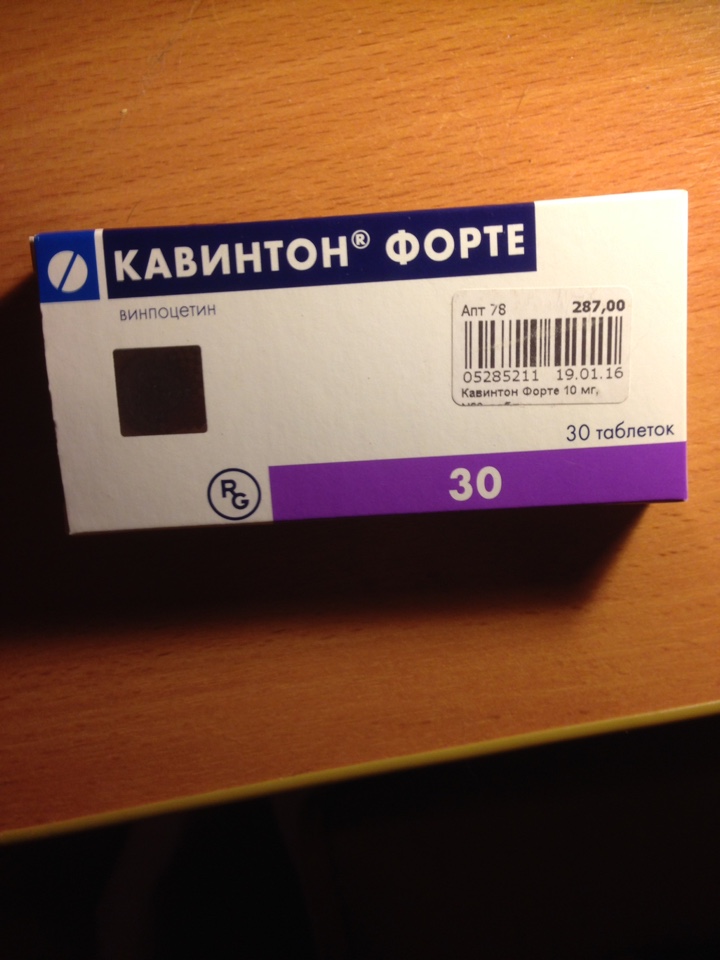 КАВИНТОН® ФОРТЕ
винпоцетин
Апт 78 287,00
05285211 19.01.16
Кавинтон Форте 10 мг,
30 таблеток
RG
30